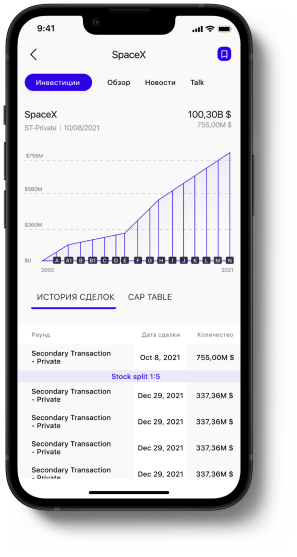 9:41
SpaceX
Инвестиции Обзор Новости Talk
SpaceX 100,30B $
ST-Private | 10/08/2021 755,00M $
$755M
$560M
$360M
$0
A B C D E F G H I J K L M N
2002 2021
ИСТОРИЯ СДЕЛОК CAP TABLE
Раунд Дата сделки Количество
Secondary Transaction
- Private Oct 8, 2021 755,00M $
Stock split 1:5
Secondary Transaction
- Private Dec 29, 2021 337,36M $
Secondary Transaction
- Private Dec 29, 2021 337,36M $
Secondary Transaction
- Private Dec 29, 2021 337,36M $
Secondary Transaction
- Private Dec 29, 2021 337,36M $